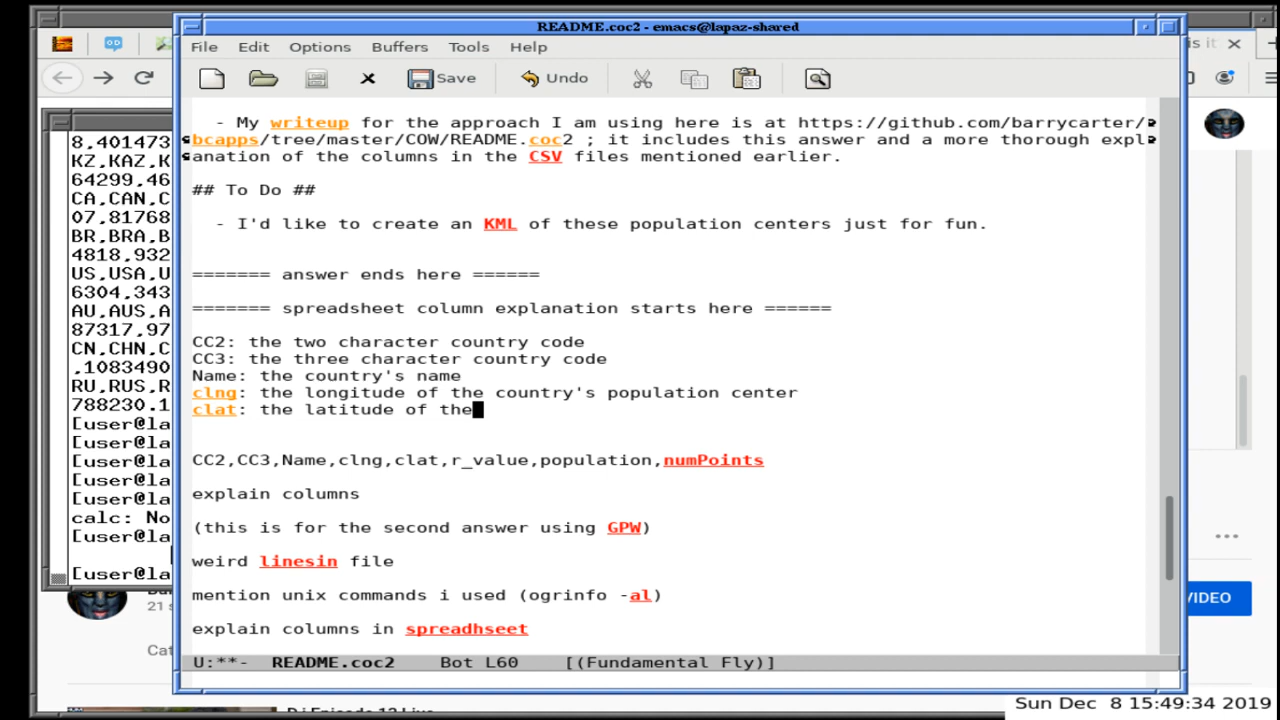 README.coc2 - emacs@lapaz-shared
File Edit Options Buffers Tools Help
Save Undo
- My writeup for the approach I am using here is at https://github.com/barrycarter/
bcapps/tree/master/COW/README.coc2 ; it includes this answer and a more thorough expl
anation of the columns in the CSV files mentioned earlier.
## To Do ##
- I'd like to create an KML of these population centers just for fun.
======= answer ends here ======
======= spreadsheet column explanation starts here ======
CC2: the two character country code
CC3: the three character country code
Name: the country's name
clng: the longitude of the country's population center
clat: the latitude of the
CC2,CC3,Name,clng,clat,r_value,population,numPoints
explain columns
(this is for the second answer using GPW)
weird linesin file
mention unix commands i used (ogrinfo -al)
explain columns in spreadhseet
U:**- README.coc2 Bot L60 [(Fundamental Fly)]
8,401473
KZ,KAZ,K
64299,46
CA,CAN,C
07,81768
BR,BRA,B
4818,932
US,USA,U
6304,343
AU,AUS,A
87317,97
CN,CHN,C
,1083490
RU,RUS,R
788230.1
[user@la
[user@la
[user@la
[user@la
[user@la
calc: No
[user@la
[user@la
is it
VIDEO
21 s
Cat
Sun Dec 8 15:49:34 2019